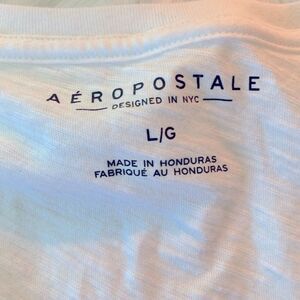 AÉROPOSTALE
DESIGNED IN NYC
L/G
MADE IN HONDURAS
FABRIQUÉ AU HONDURAS